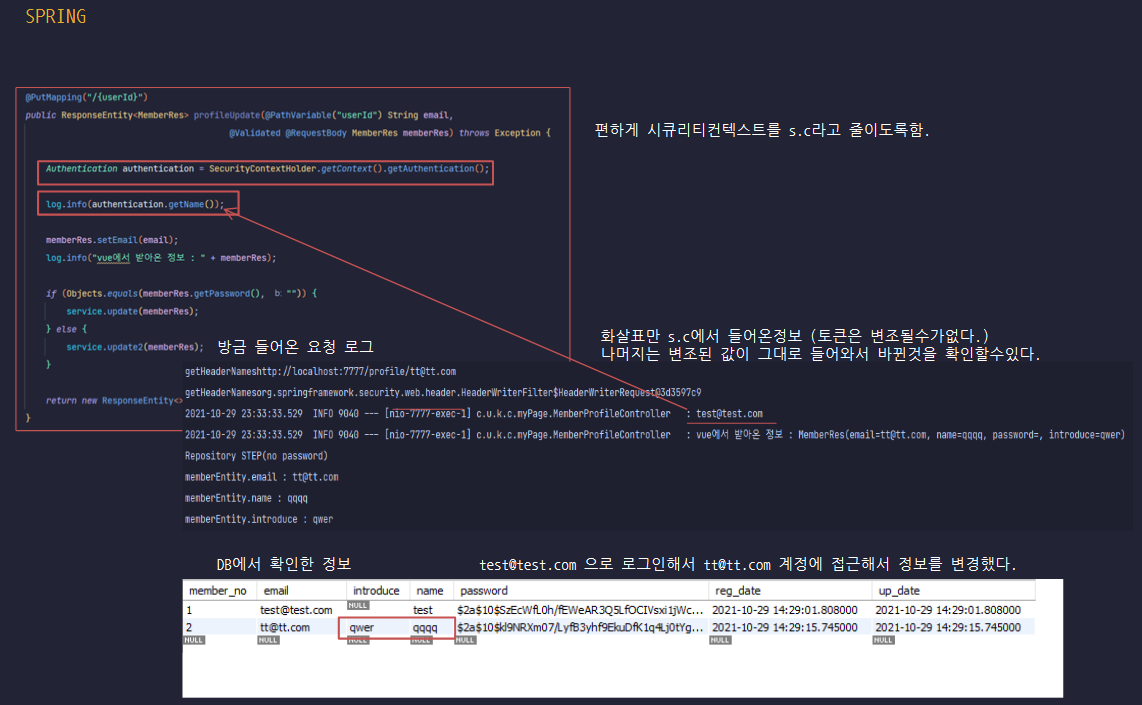 SPRING
@PutMapping("/{userId}")
public ResponseEntity<MemberRes> profileUpdate(@PathVariable("userId") String email,
@Validated @RequestBody MemberRes memberRes) throws Exception {
편하게 시큐리티컨텍스트를 s.c라고 줄이도록함.
Authentication authentication = SecurityContextHolder.getContext().getAuthentication();
log.info(authentication.getName());
memberRes.setEmail(email);
log.info("vue에서 받아온 정보 : " + memberRes);
if (Objects.equals(memberRes.getPassword(), b: "")) {
service.update(memberRes);
} else {
service.update2(memberRes);
}
return new ResponseEntity<>
}
화살표만 s.c에서 들어온정보 (토큰은 변조될수가없다.)
나머지는 변조된 값이 그대로 들어와서 바뀐것을 확인할수있다.
방금 들어온 요청 로그
getHeaderNameshttp://localhost:7777/profile/tt@tt.com
getHeaderNamesorg.springframework.security.web.header.HeaderWriterFilter$HeaderWriterRequest@3d3597c9
2021-10-29 23:33:33.529 INFO 9040 --- [nio-7777-exec-1] c.u.k.c.myPage.MemberProfileController : test@test.com
2021-10-29 23:33:33.529 INFO 9040 --- [nio-7777-exec-1] c.u.k.c.myPage.MemberProfileController : vue에서 받아온 정보 : MemberRes(email=tt@tt.com, name=qqqq, password=, introduce=qwer)
Repository STEP(no password)
memberEntity.email : tt@tt.com
memberEntity.name : qqqq
memberEntity.introduce : qwer
DB에서 확인한 정보
test@test.com 으로 로그인해서 tt@tt.com 계정에 접근해서 정보를 변경했다.
member_no email introduce name password reg_date up_date
1 test@test.com NULL test $2a$10$SzEcWfL0h/fEWeAR3Q5LfOCIVsxi1jWc... 2021-10-29 14:29:01.808000 2021-10-29 14:29:01.808000
2 tt@tt.com qwer qqqq $2a$10$kl9NRXm07/LyfB3yhf9EkuDfK1q4Lj0tYg... 2021-10-29 14:29:15.745000 2021-10-29 14:29:15.745000
NULL NULL NULL NULL NULL NULL NULL